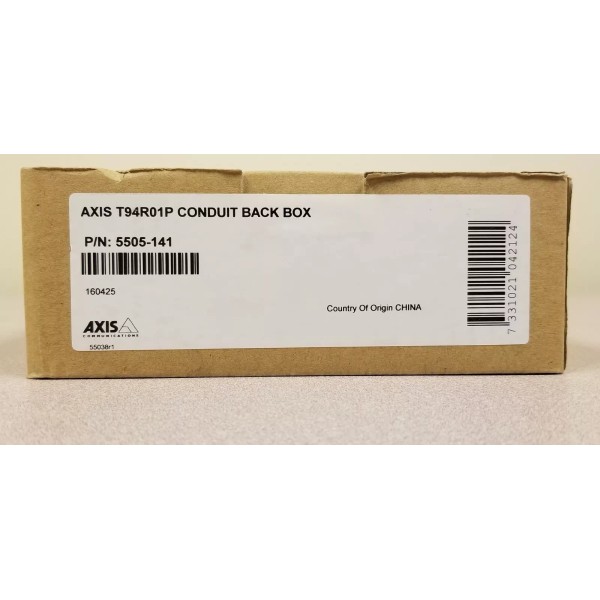 AXIS T94R01P CONDUIT BACK BOX
P/N: 5505-141
160425
Country Of Origin CHINA
AXIS
COMMUNICATIONS
55038r1
7 331021 042124